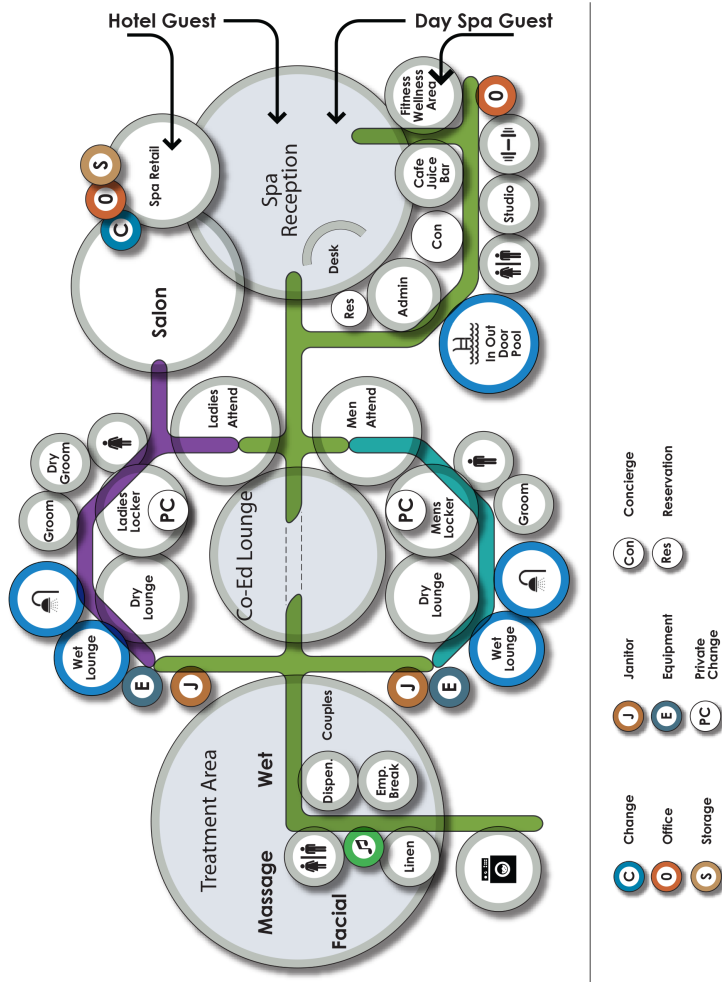 Hotel Guest
Day Spa Guest
S
O
C
Spa Retail
Salon
Spa
Reception
Desk
Fitness
Wellness
Area
O
Cafe
Juice
Bar
Con
Studio
Admin
Res
In Out
Door
Pool
Ladies
Attend
Men
Attend
Dry
Groom
Groom
Ladies
Locker
PC
Dry
Lounge
Wet
Lounge
E
J
Co-Ed Lounge
PC
Mens
Locker
Groom
Dry
Lounge
Wet
Lounge
J
E
Treatment Area
Wet
Couples
Massage
Facial
Dispen.
Emp.
Break
Linen
C
Change
O
Office
S
Storage
J
Janitor
E
Equipment
PC
Private
Change
Con
Concierge
Res
Reservation